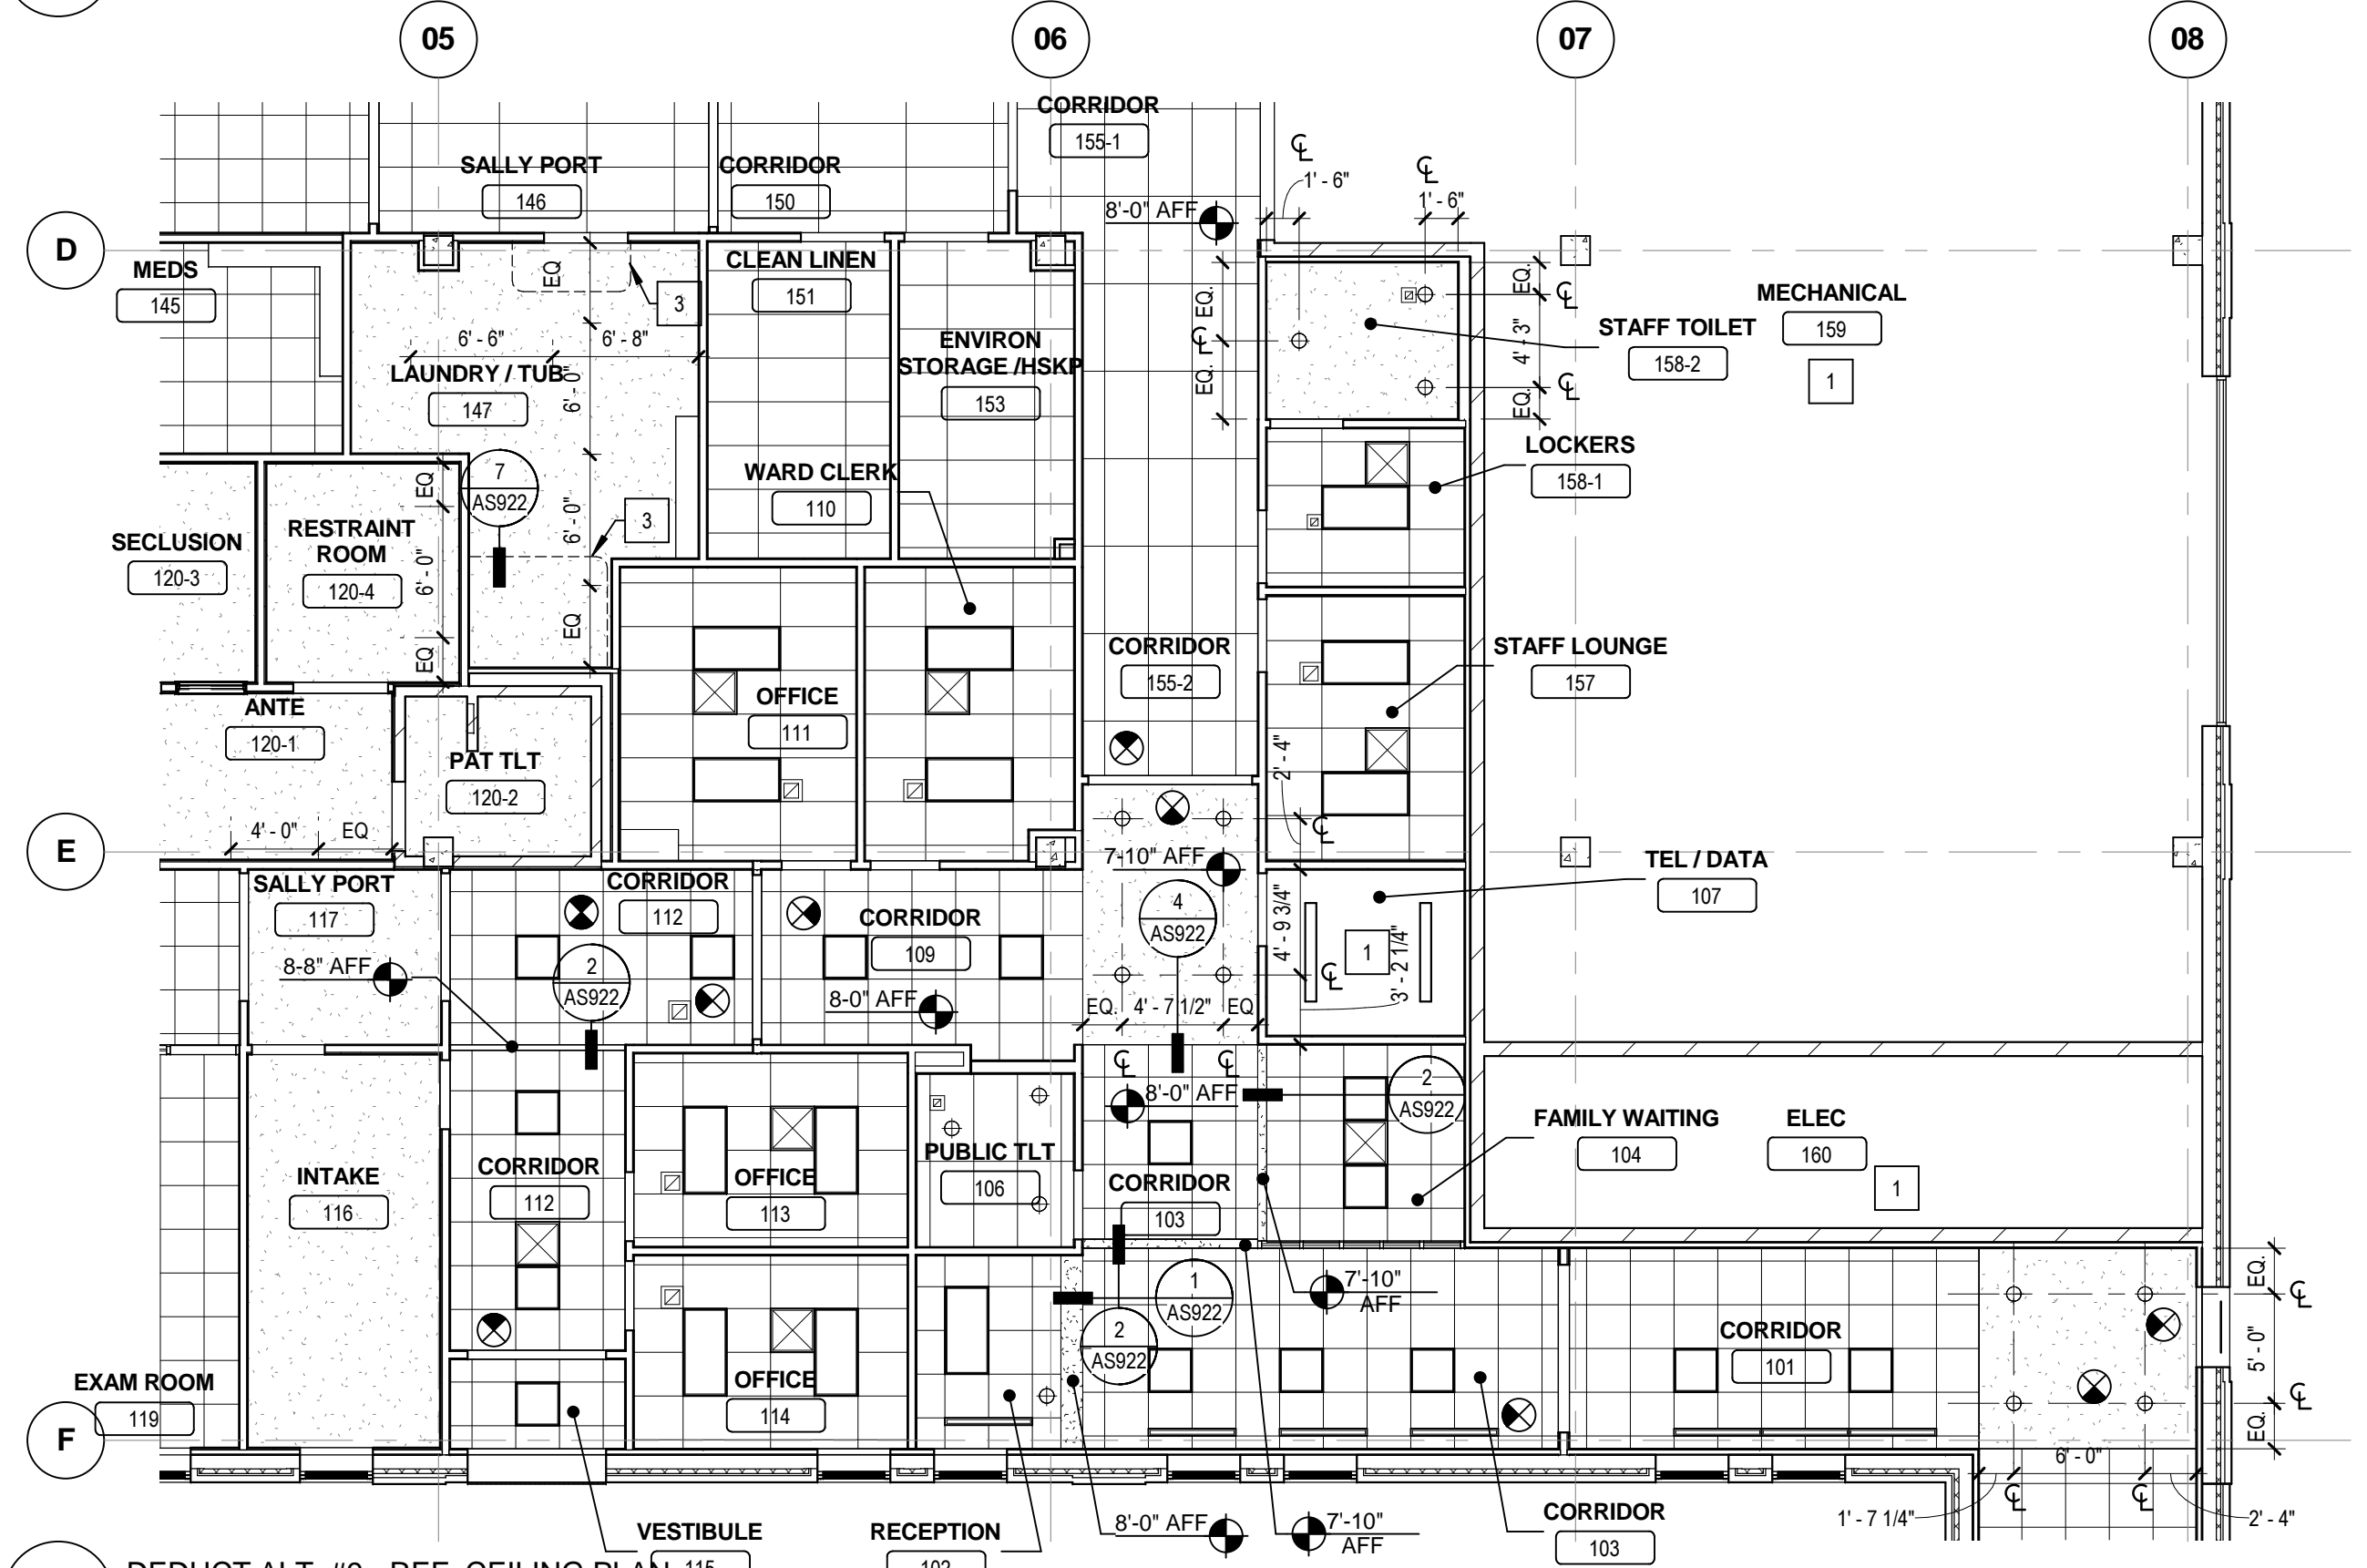 05
06
07
08
D
E
F
CORRIDOR
155-1
SALLY PORT
146
CORRIDOR
150
8'-0" AFF
1' - 6"
1' - 6"
MEDS
145
EQ
3
CLEAN LINEN
151
6' - 6"
6' - 8"
LAUNDRY / TUB
147
6' - 0"
ENVIRON
STORAGE /HSKP
153
EQ.
EQ.
EQ.
4' - 3"
EQ.
STAFF TOILET
158-2
MECHANICAL
159
1
LOCKERS
158-1
WARD CLERK
110
7
AS922
EQ
6' - 0"
EQ
3
6' - 0"
EQ
SECLUSION
120-3
RESTRAINT
ROOM
120-4
STAFF LOUNGE
157
CORRIDOR
155-2
2' - 4"
OFFICE
111
ANTE
120-1
PAT TLT
120-2
4' - 0"
EQ
7-10" AFF
TEL / DATA
107
4
AS922
4' - 9 3/4"
1
3' - 2 1/4"
SALLY PORT
117
8-8" AFF
CORRIDOR
112
2
AS922
CORRIDOR
109
8-0" AFF
EQ.
4' - 7 1/2"
EQ
8'-0" AFF
2
AS922
FAMILY WAITING
104
ELEC
160
1
INTAKE
116
CORRIDOR
112
OFFICE
113
PUBLIC TLT
106
CORRIDOR
103
7'-10"
AFF
1
AS922
2
AS922
CORRIDOR
101
EQ.
5' - 0"
EQ.
6' - 0"
EXAM ROOM
119
OFFICE
114
VESTIBULE
115
RECEPTION
102
8'-0" AFF
7'-10"
AFF
CORRIDOR
103
1' - 7 1/4"
2' - 4"
DEDUCT ALT. #2 - REF. CEILING PLAN